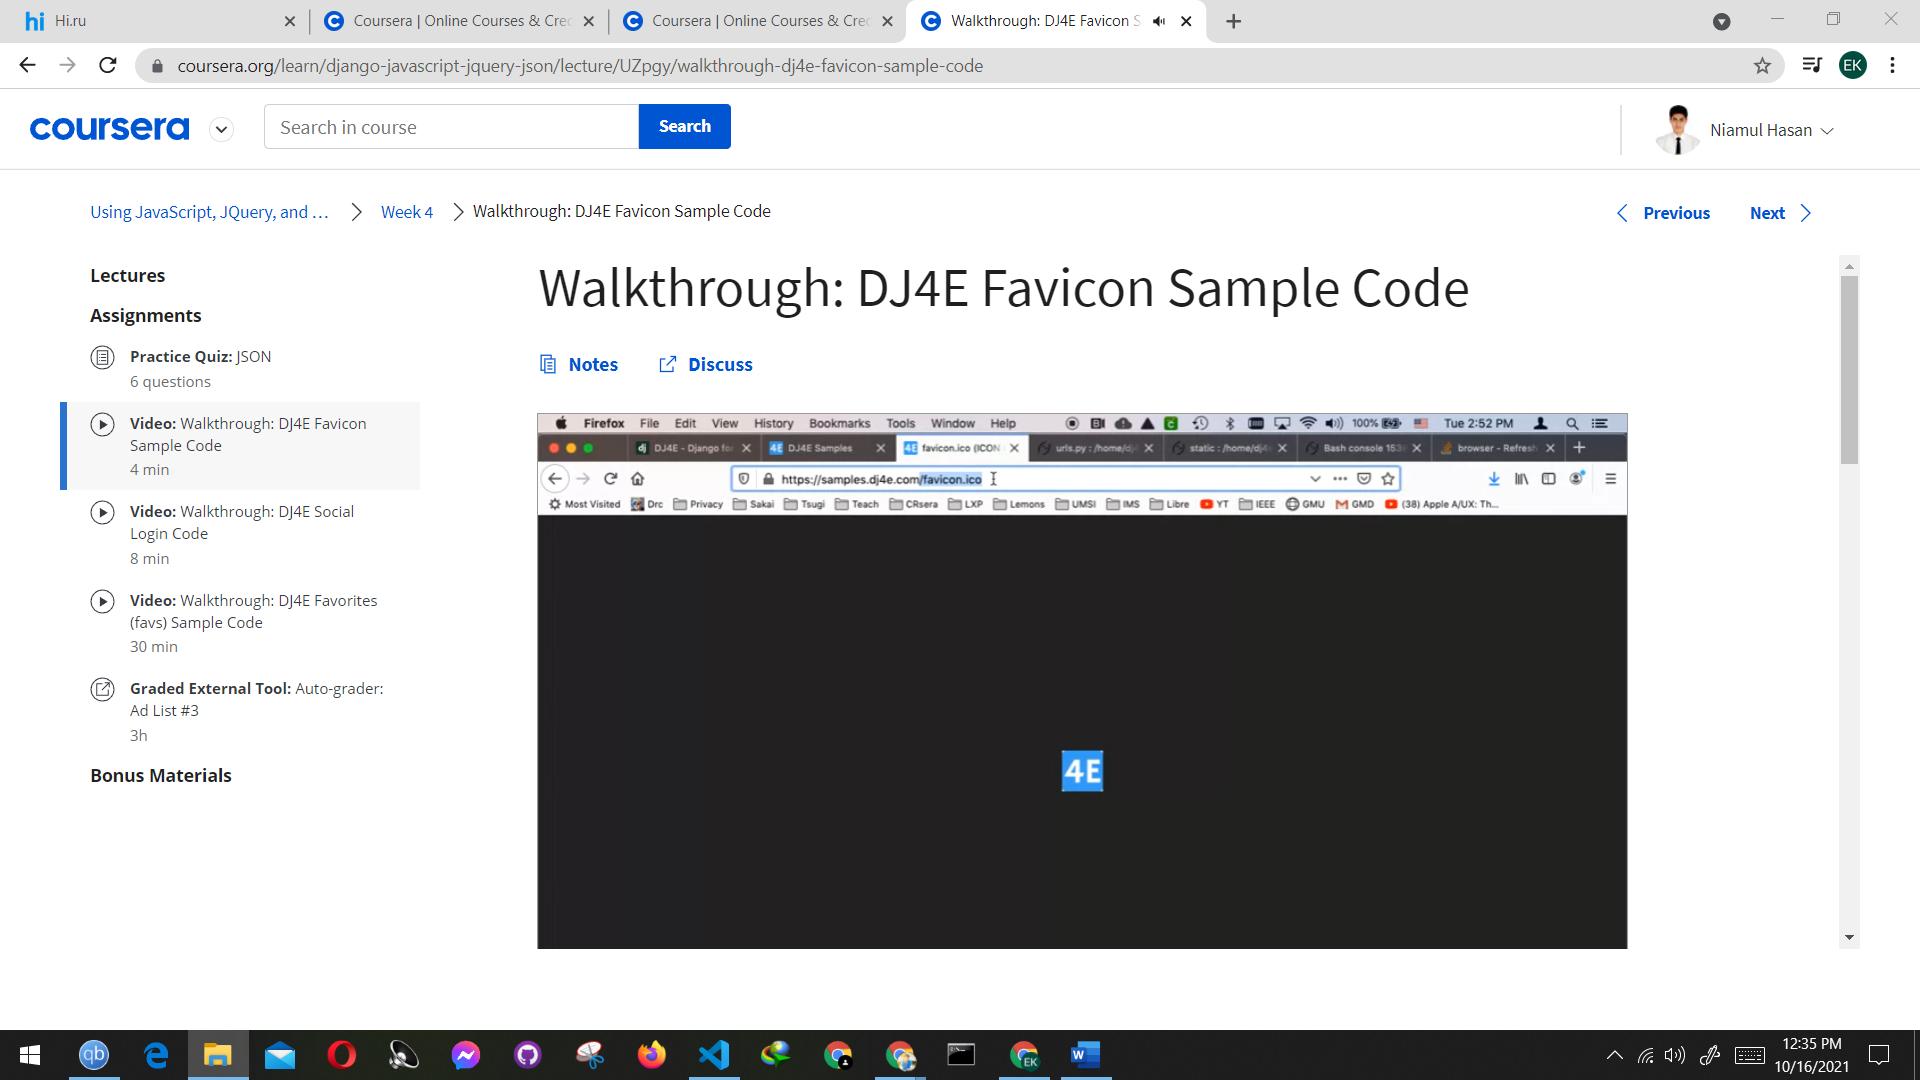 Hi.ru
Coursera | Online Courses & Cre
Coursera | Online Courses & Cre
Walkthrough: DJ4E Favicon S
coursera.org/learn/django-javascript-jquery-json/lecture/UZpgy/walkthrough-dj4e-favicon-sample-code
EK
coursera
Search in course
Search
Niamul Hasan
Using JavaScript, JQuery, and ...
Week 4
Walkthrough: DJ4E Favicon Sample Code
Previous
Next
Lectures
Assignments
Practice Quiz: JSON
6 questions
Video: Walkthrough: DJ4E Favicon
Sample Code
4 min
Video: Walkthrough: DJ4E Social
Login Code
8 min
Video: Walkthrough: DJ4E Favorites
(favs) Sample Code
30 min
Graded External Tool: Auto-grader:
Ad List #3
3h
Bonus Materials
Walkthrough: DJ4E Favicon Sample Code
Notes
Discuss
Firefox File Edit View History Bookmarks Tools Window Help 100% Tue 2:52 PM
DJ4E - Django for
4E DJ4E Samples
4E favicon.ico (ICON
urls.py : /home/dj
static : /home/dj4
Bash console 153
browser - Refresh
https://samples.dj4e.com/favicon.ico
Most Visited Drc Privacy Sakai Tsugi Teach CRsera LXP Lemons UMSI IMS Libre YT IEEE GMU GMD (38) Apple A/UX: Th...
4E
12:35 PM
10/16/2021